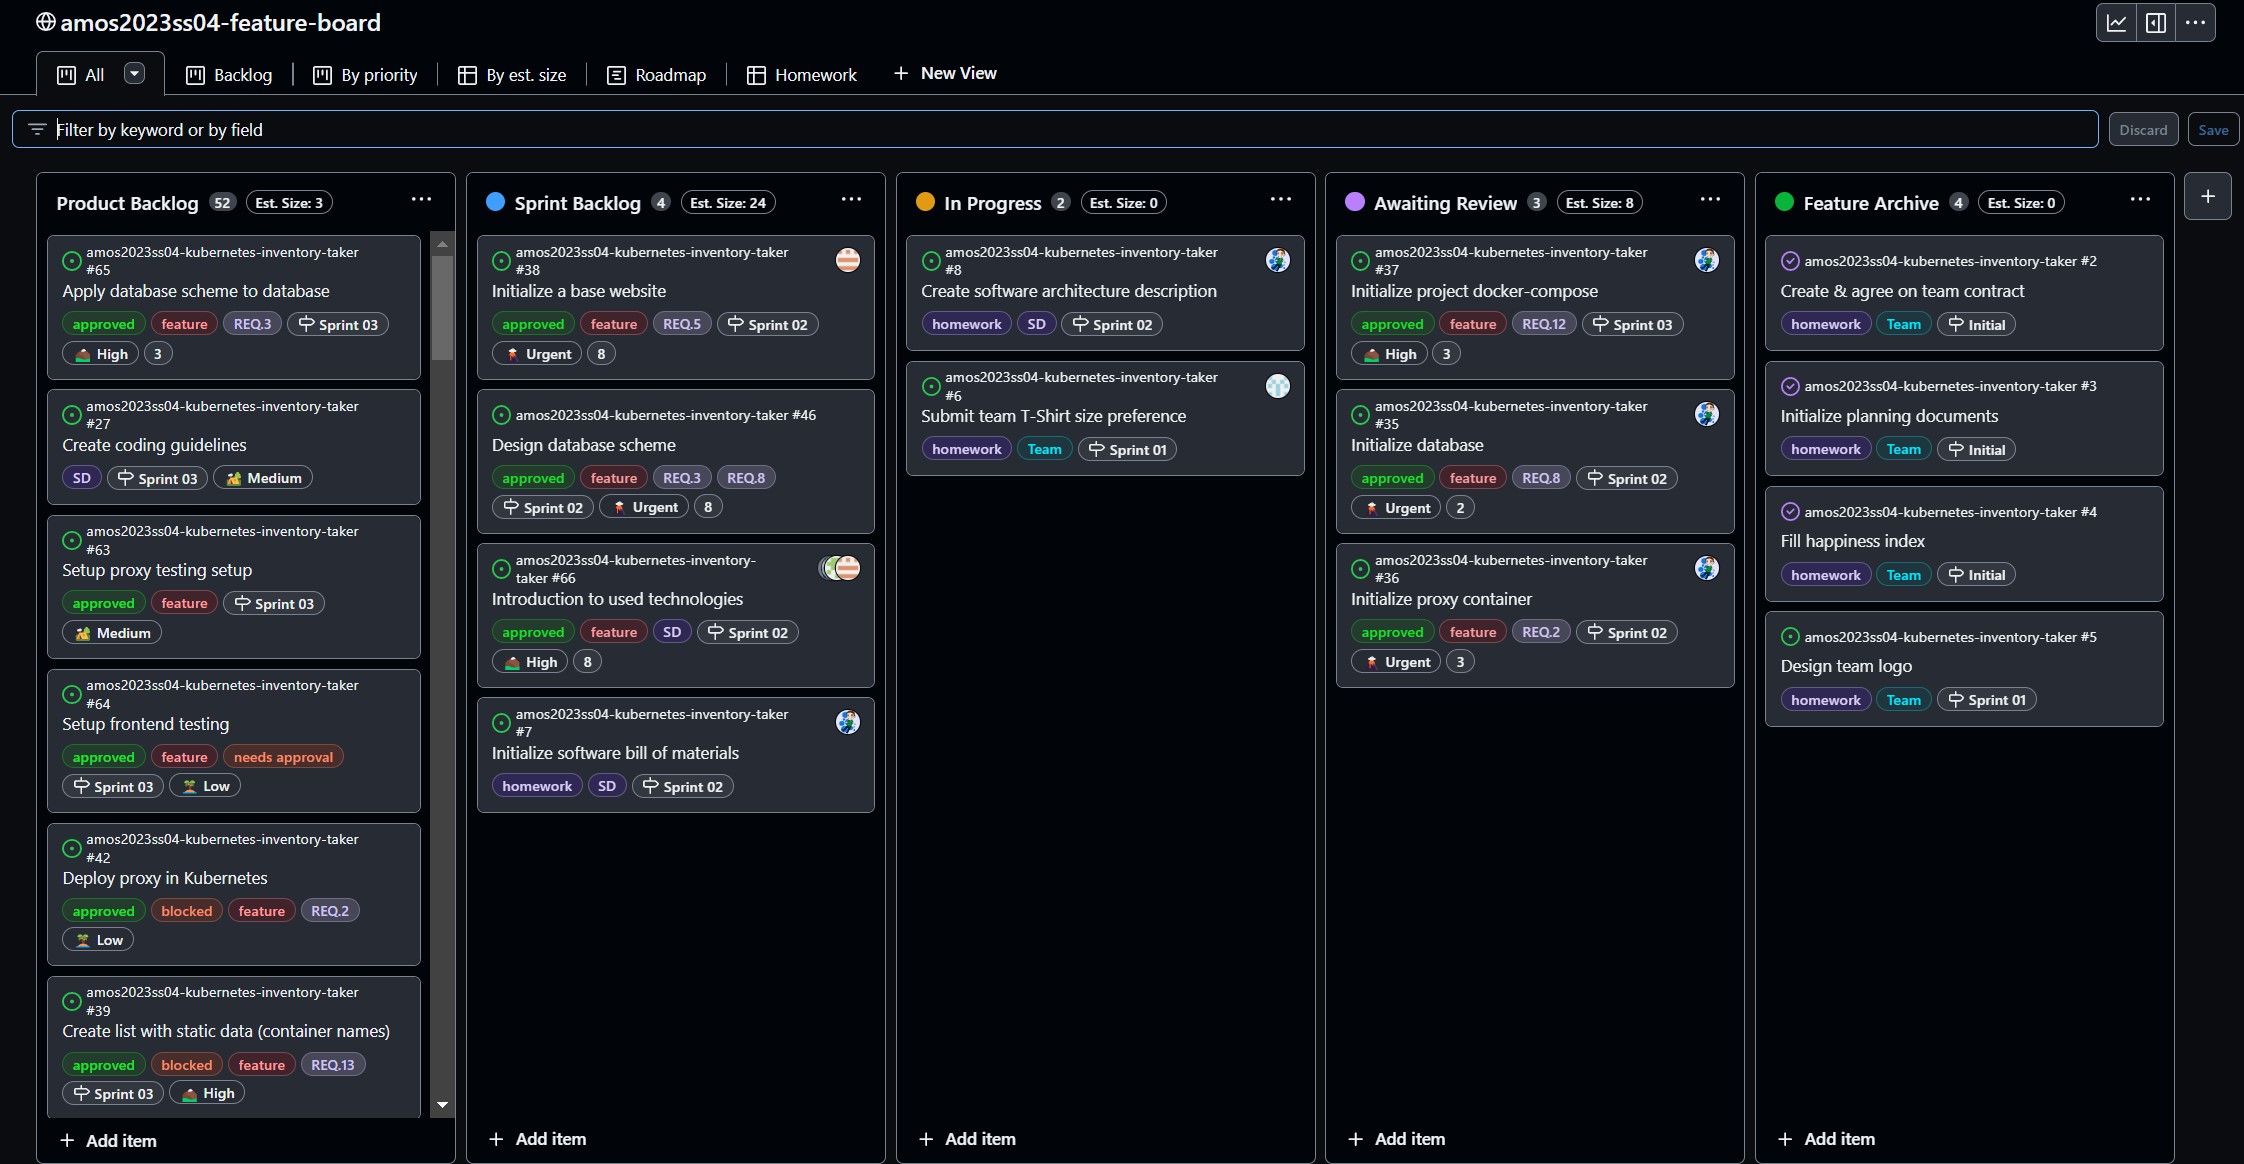 amos2023ss04-feature-board
All
Backlog
By priority
By est. size
Roadmap
Homework
New View
Filter by keyword or by field
Discard
Save
Product Backlog 52 Est. Size: 3
amos2023ss04-kubernetes-inventory-taker
#65
Apply database scheme to database
approved feature REQ.3 Sprint 03
High 3
amos2023ss04-kubernetes-inventory-taker
#27
Create coding guidelines
SD Sprint 03 Medium
amos2023ss04-kubernetes-inventory-taker
#63
Setup proxy testing setup
approved feature Sprint 03
Medium
amos2023ss04-kubernetes-inventory-taker
#64
Setup frontend testing
approved feature needs approval
Sprint 03 Low
amos2023ss04-kubernetes-inventory-taker
#42
Deploy proxy in Kubernetes
approved blocked feature REQ.2
Low
amos2023ss04-kubernetes-inventory-taker
#39
Create list with static data (container names)
approved blocked feature REQ.13
Sprint 03 High
Add item
Sprint Backlog 4 Est. Size: 24
amos2023ss04-kubernetes-inventory-taker
#38
Initialize a base website
approved feature REQ.5 Sprint 02
Urgent 8
amos2023ss04-kubernetes-inventory-taker #46
Design database scheme
approved feature REQ.3 REQ.8
Sprint 02 Urgent 8
amos2023ss04-kubernetes-inventory-
taker #66
Introduction to used technologies
approved feature SD Sprint 02
High 8
amos2023ss04-kubernetes-inventory-taker
#7
Initialize software bill of materials
homework SD Sprint 02
Add item
In Progress 2 Est. Size: 0
amos2023ss04-kubernetes-inventory-taker
#8
Create software architecture description
homework SD Sprint 02
amos2023ss04-kubernetes-inventory-taker
#6
Submit team T-Shirt size preference
homework Team Sprint 01
Add item
Awaiting Review 3 Est. Size: 8
amos2023ss04-kubernetes-inventory-taker
#37
Initialize project docker-compose
approved feature REQ.12 Sprint 03
High 3
amos2023ss04-kubernetes-inventory-taker
#35
Initialize database
approved feature REQ.8 Sprint 02
Urgent 2
amos2023ss04-kubernetes-inventory-taker
#36
Initialize proxy container
approved feature REQ.2 Sprint 02
Urgent 3
Add item
Feature Archive 4 Est. Size: 0
amos2023ss04-kubernetes-inventory-taker #2
Create & agree on team contract
homework Team Initial
amos2023ss04-kubernetes-inventory-taker #3
Initialize planning documents
homework Team Initial
amos2023ss04-kubernetes-inventory-taker #4
Fill happiness index
homework Team Initial
amos2023ss04-kubernetes-inventory-taker #5
Design team logo
homework Team Sprint 01
Add item